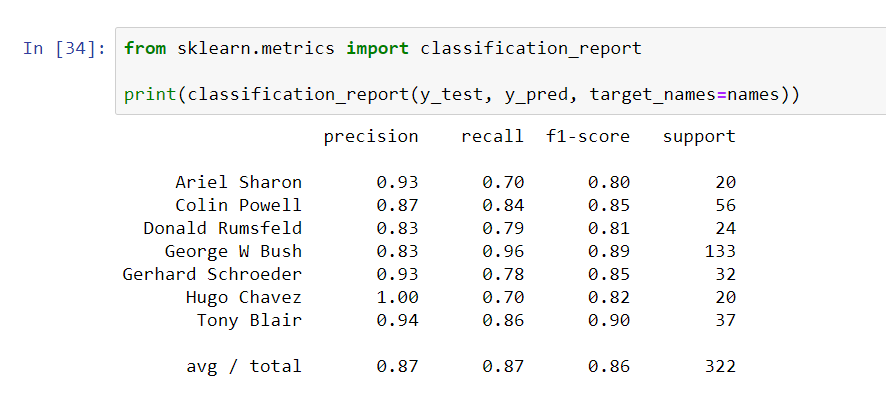 In [34]: from sklearn.metrics import classification_report
print(classification_report(y_test, y_pred, target_names=names))
precision recall f1-score support
Ariel Sharon 0.93 0.70 0.80 20
Colin Powell 0.87 0.84 0.85 56
Donald Rumsfeld 0.83 0.79 0.81 24
George W Bush 0.83 0.96 0.89 133
Gerhard Schroeder 0.93 0.78 0.85 32
Hugo Chavez 1.00 0.70 0.82 20
Tony Blair 0.94 0.86 0.90 37
avg / total 0.87 0.87 0.86 322